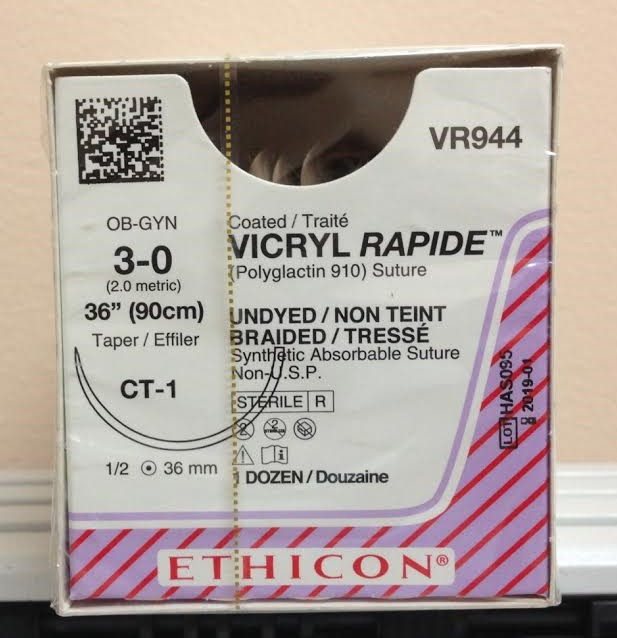 VR944
OB-GYN
3-0
(2.0 metric)
36” (90cm)
Taper / Effiler
CT-1
1/2 36 mm
Coated / Traité
VICRYL RAPIDE™
(Polyglactin 910) Suture
UNDYED / NON TEINT
BRAIDED / TRESSÉ
Synthetic Absorbable Suture
Non-U.S.P.
STERILE R
1 DOZEN / Douzaine
LOT HAS095
2019-01
ETHICON®